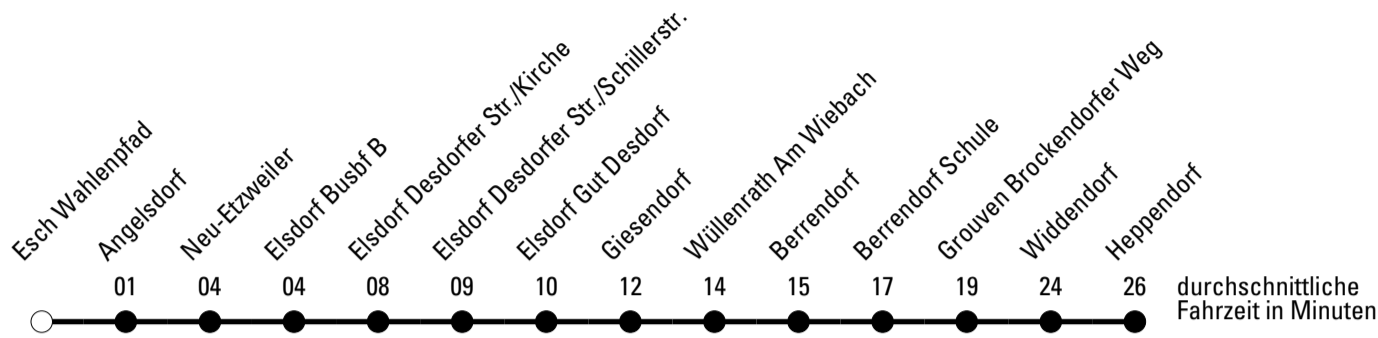 Esch Wahlenpfad
Angelsdorf
Neu-Etzweiler
Elsdorf Busbf B
Elsdorf Desdorfer Str./Kirche
Elsdorf Desdorfer Str./Schillerstr.
Elsdorf Gut Desdorf
Giesendorf
Wüllenrath Am Wiebach
Berrendorf
Berrendorf Schule
Grouven Brockendorfer Weg
Widdendorf
Heppendorf
01 04 04 08 09 10 12 14 15 17 19 24 26
durchschnittliche
Fahrzeit in Minuten